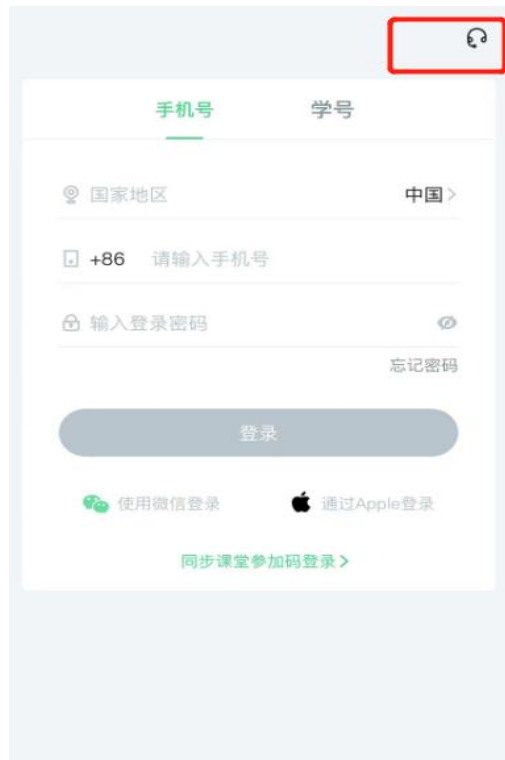 手机号 学号
国家地区 中国
+86 请输入手机号
输入登录密码
忘记密码
登录
使用微信登录 通过Apple登录
同步课堂参加码登录